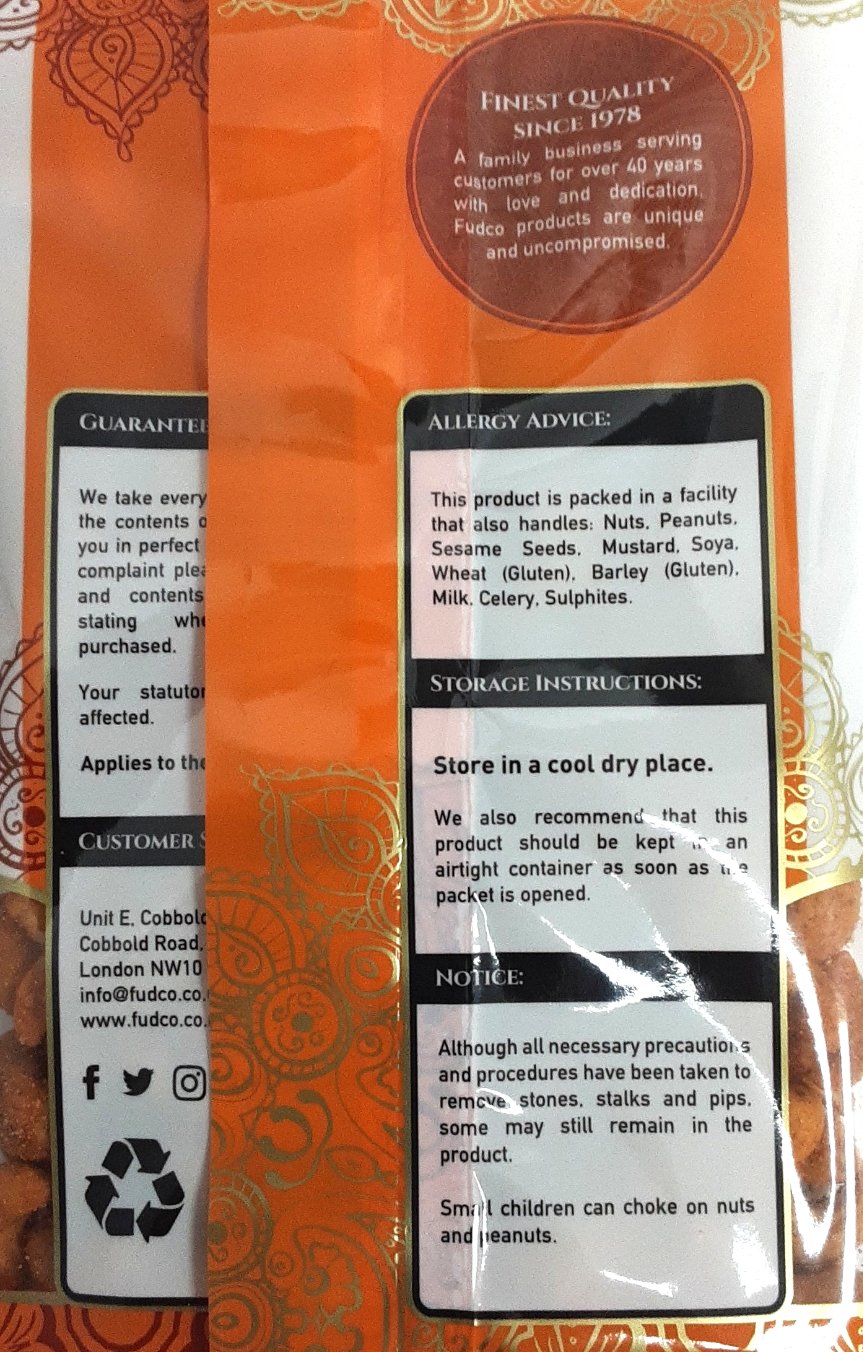 FINEST QUALITY
SINCE 1978
A family business serving
customers for over 40 years
with love and dedication.
Fudco products are unique
and uncompromised.
GUARANTEE
We take every
the contents
you in perfect
complaint
and contents
stating
purchased.
Your
affected.
Applies to the
CUSTOMER
Unit E, Cobbold
Cobbold Road,
London NW10
info@fudco.co.
www.fudco.co.
ALLERGY ADVICE:
This product is packed in a facility
that also handles: Nuts, Peanuts,
Sesame Seeds, Mustard, Soya,
Wheat (Gluten), Barley (Gluten),
Milk, Celery, Sulphites.
STORAGE INSTRUCTIONS:
Store in a cool dry place.
We also recommend that this
product should be kept in an
airtight container as soon as the
packet is opened.
NOTICE:
Although all necessary precautions
and procedures have been taken to
remove stones, stalks and pips,
some may still remain in the
product.
Small children can choke on nuts
and peanuts.